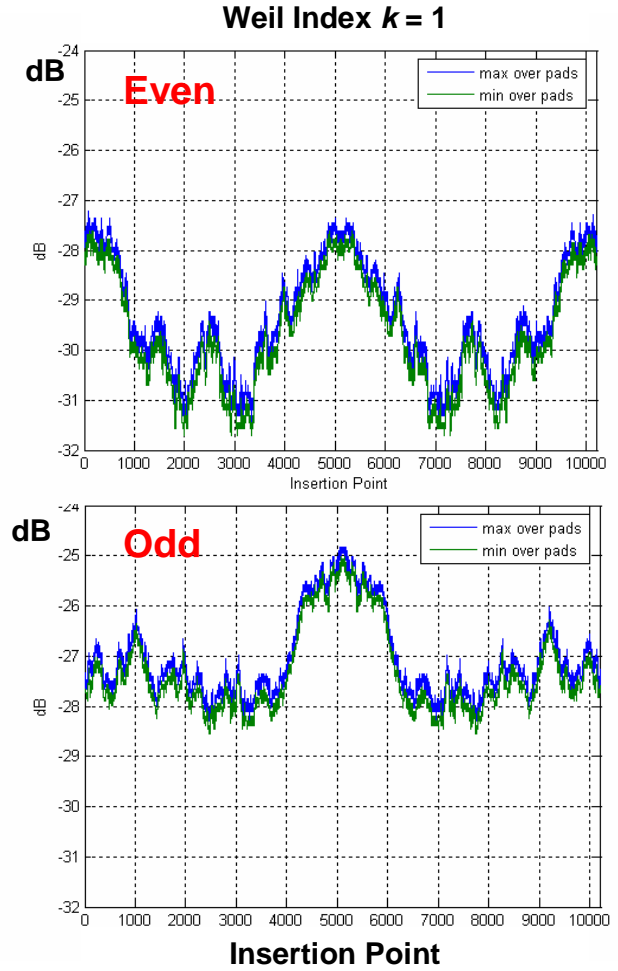 Weil Index k = 1
dB
Even
max over pads
min over pads
-24
-25
-26
-27
-28
-29
-30
-31
-32
dB
0 1000 2000 3000 4000 5000 6000 7000 8000 9000 10000
Insertion Point
dB
Odd
max over pads
min over pads
-24
-25
-26
-27
-28
-29
-30
-31
-32
dB
0 1000 2000 3000 4000 5000 6000 7000 8000 9000 10000
Insertion Point